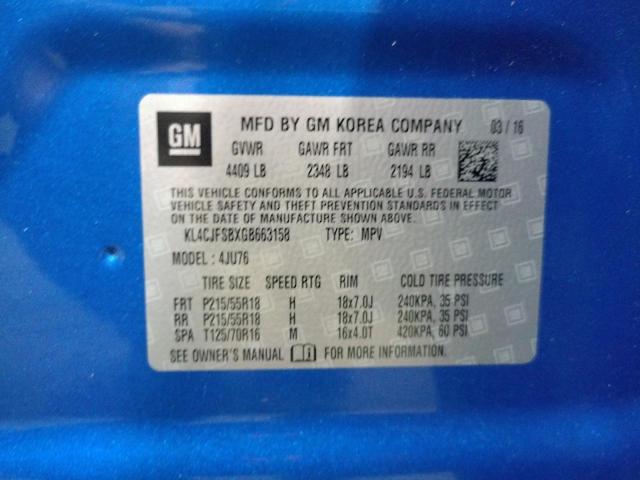 GM
MFD BY GM KOREA COMPANY 03/16
GVWR GAWR FRT GAWR RR
4409 LB 2348 LB 2194 LB
THIS VEHICLE CONFORMS TO ALL APPLICABLE U.S. FEDERAL MOTOR
VEHICLE SAFETY AND THEFT PREVENTION STANDARDS IN
EFFECT ON THE DATE OF MANUFACTURE SHOWN ABOVE.
KL4CJFSBXGB663158 TYPE: MPV
MODEL: 4JU76
TIRE SIZE SPEED RTG RIM COLD TIRE PRESSURE
FRT P215/55R18 H 18x7.0J 240KPA, 35 PSI
RR P215/55R18 H 18x7.0J 240KPA, 35 PSI
SPA T125/70R16 M 16x4.0T 420KPA, 60 PSI
SEE OWNER'S MANUAL i FOR MORE INFORMATION.